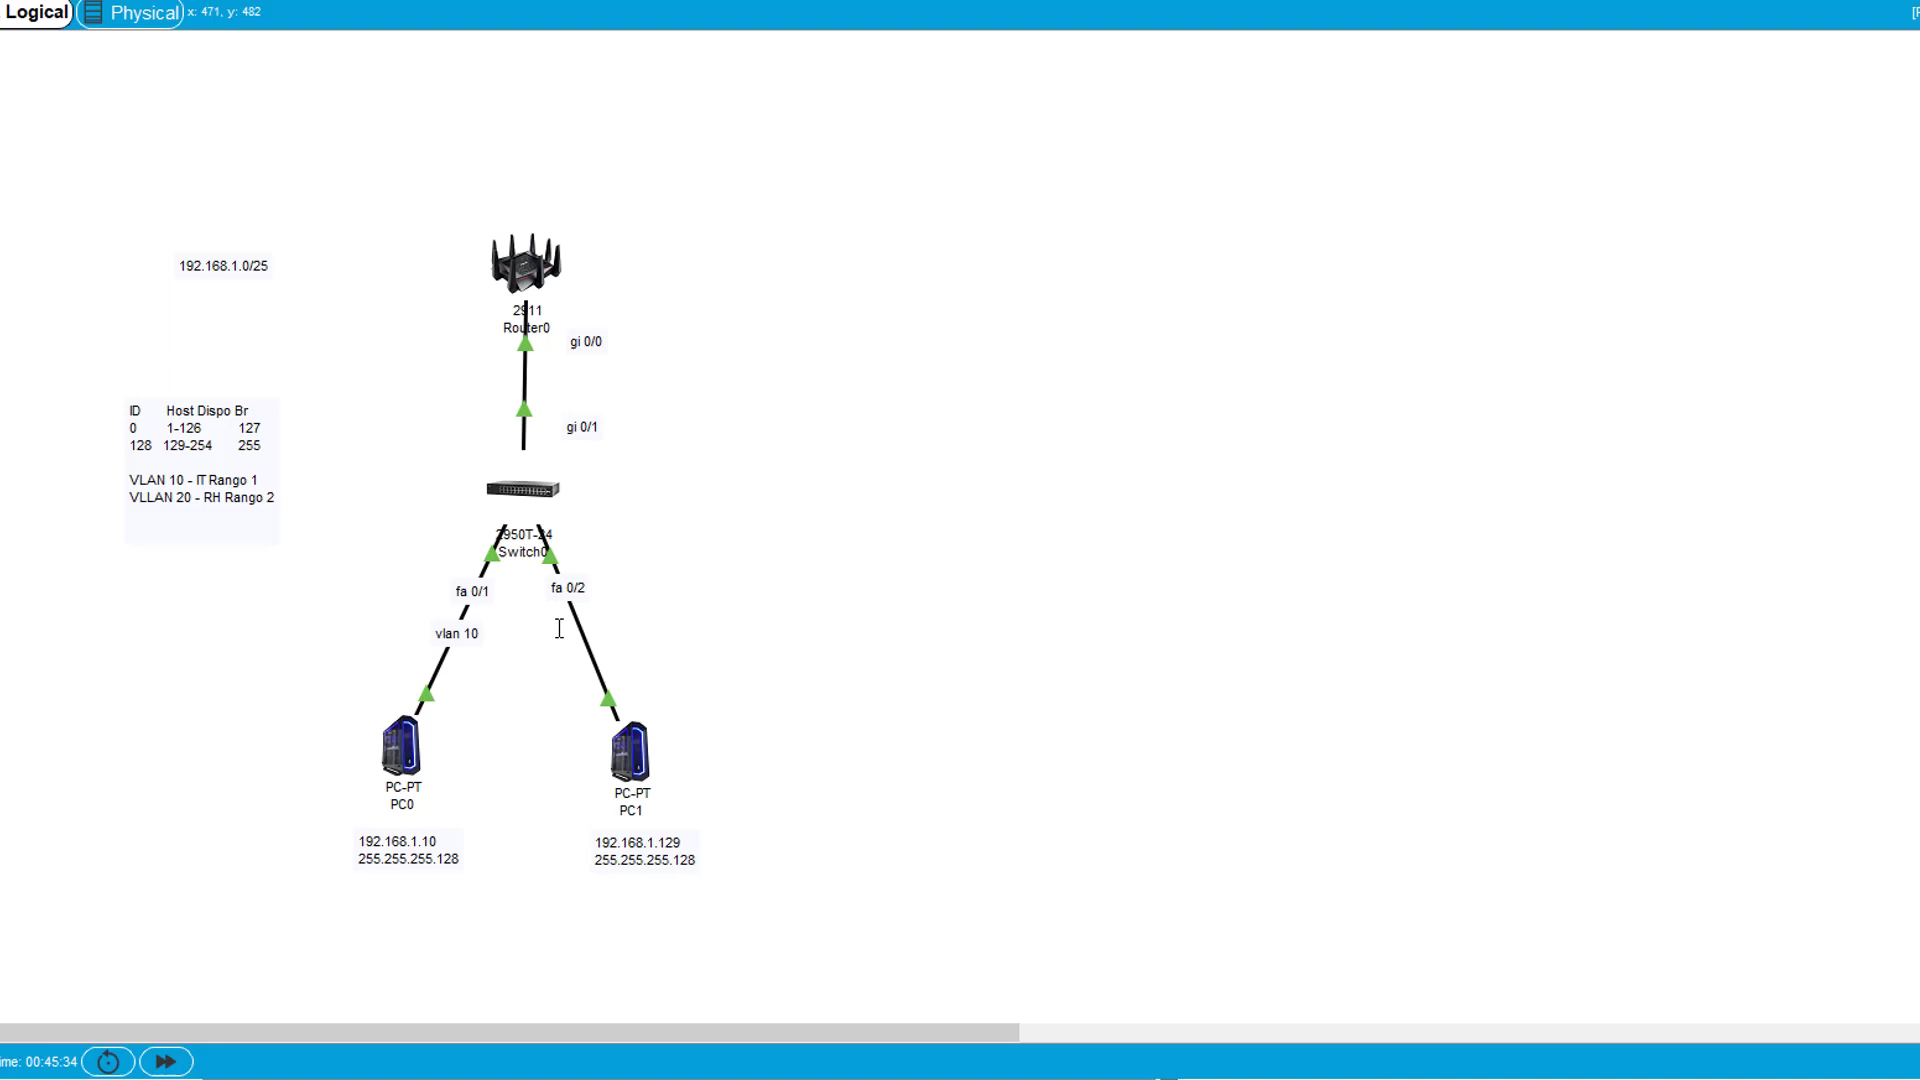 Logical
Physical
x: 471, y: 482
192.168.1.0/25
2911
Router0
gi 0/0
gi 0/1
ID Host Dispo Br
0 1-126 127
128 129-254 255
VLAN 10 - IT Rango 1
VLLAN 20 - RH Rango 2
2950T-24
Switch0
fa 0/1
fa 0/2
vlan 10
PC-PT
PC0
PC-PT
PC1
192.168.1.10
255.255.255.128
192.168.1.129
255.255.255.128
ime: 00:45:34